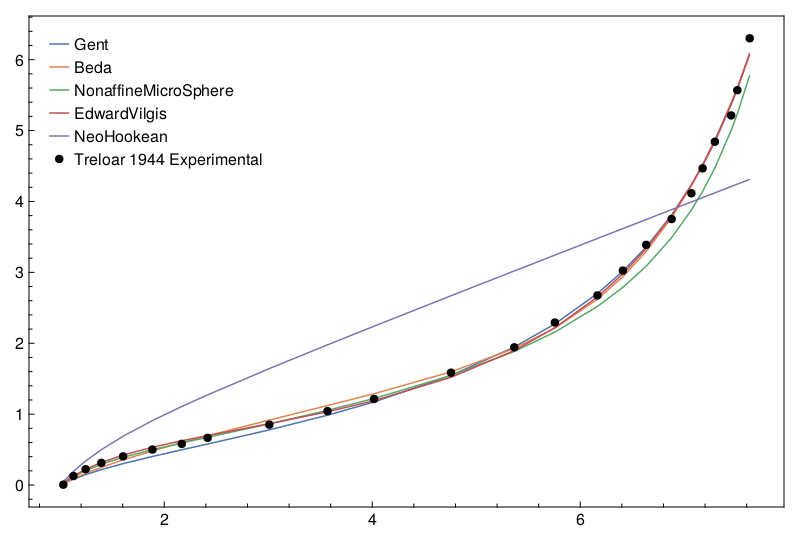 Gent
Beda
NonaffineMicroSphere
EdwardVilgis
NeoHookean
Treloar 1944 Experimental
6
5
4
3
2
1
0
2 4 6